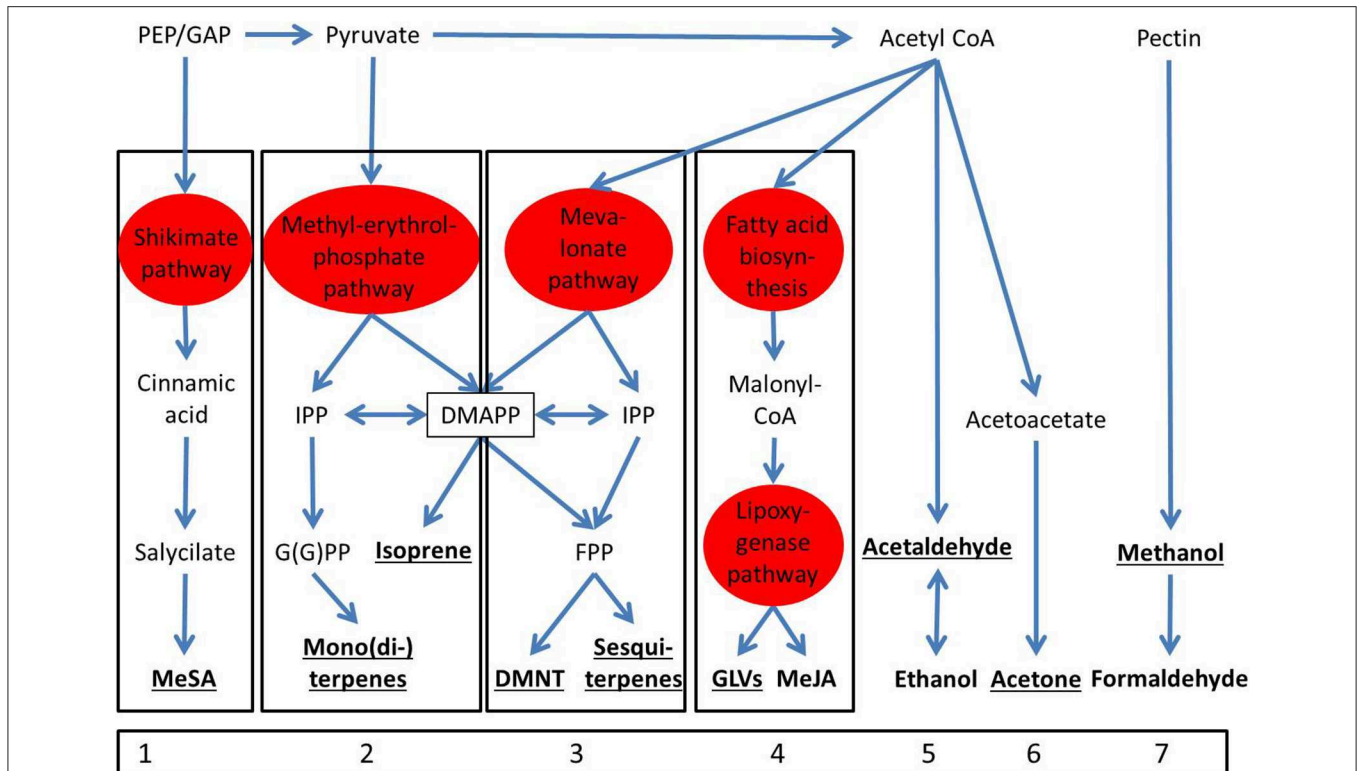 PEP/GAP
Pyruvate
Acetyl CoA
Pectin
Shikimate
pathway
Methyl-erythrol-
phosphate
pathway
Meva-
lonate
pathway
Fatty acid
biosyn-
thesis
Cinnamic
acid
IPP
DMAPP
IPP
Malonyl-
CoA
Acetoacetate
Salycilate
G(G)PP
Isoprene
FPP
Lipoxy-
genase
pathway
Acetaldehyde
Methanol
MeSA
Mono(di-)
terpenes
DMNT
Sesqui-
terpenes
GLVs
MeJA
Ethanol
Acetone
Formaldehyde
1 2 3 4 5 6 7